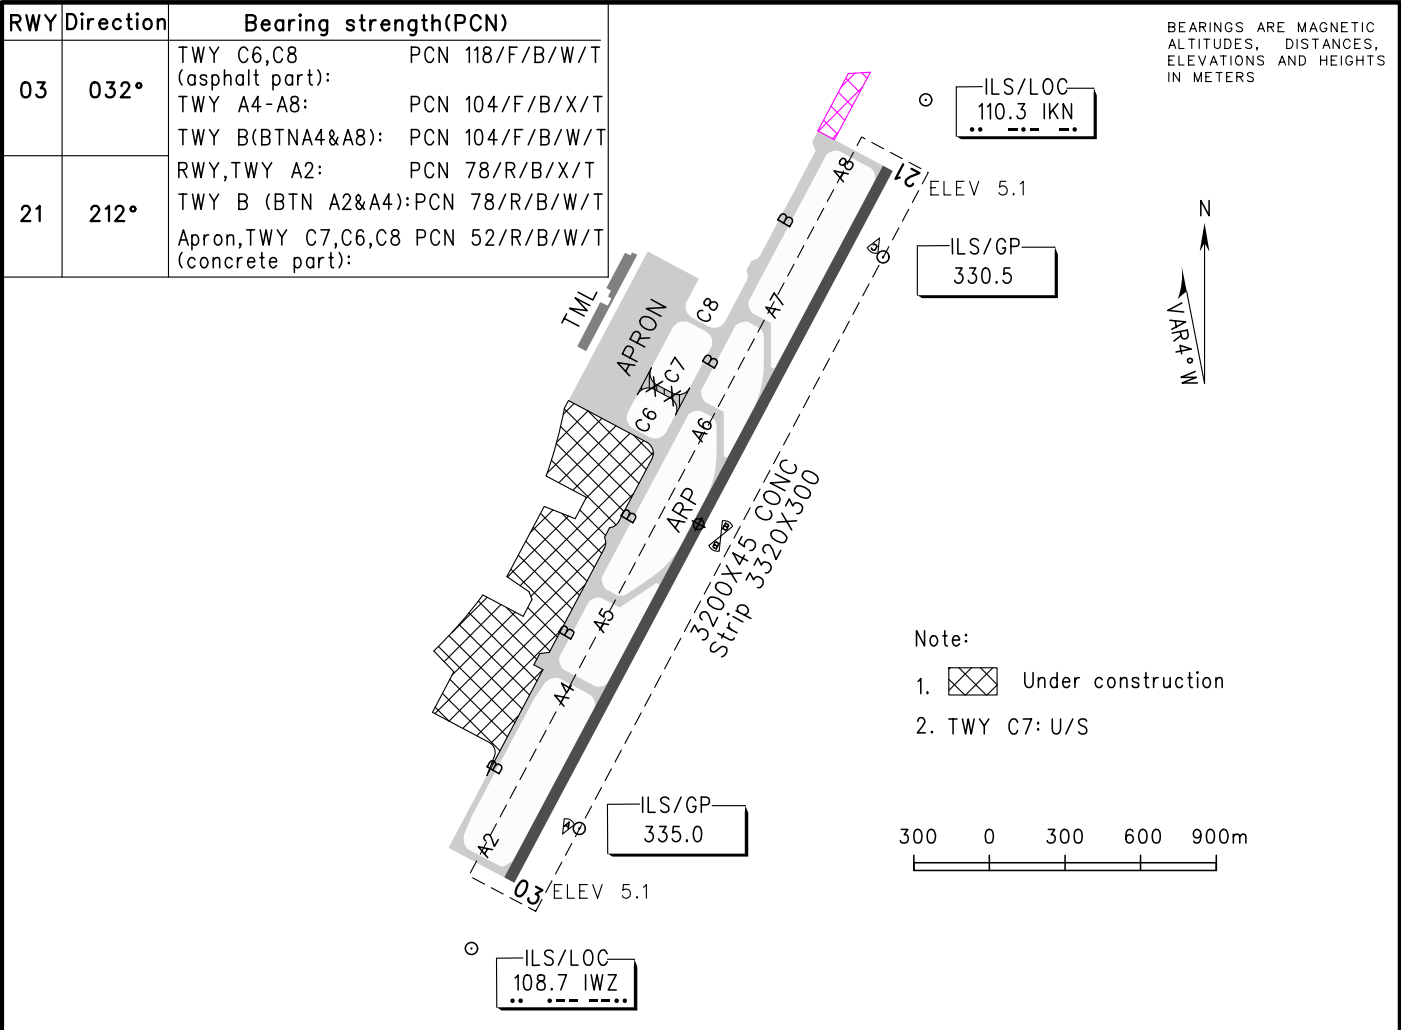 RWY Direction Bearing strength(PCN)
03 032°
21 212°
TWY C6,C8 PCN 118/F/B/W/T
(asphalt part):
TWY A4-A8: PCN 104/F/B/X/T
TWY B(BTNA4&A8): PCN 104/F/B/W/T
RWY,TWY A2: PCN 78/R/B/X/T
TWY B (BTN A2&A4):PCN 78/R/B/W/T
Apron,TWY C7,C6,C8 PCN 52/R/B/W/T
(concrete part):
BEARINGS ARE MAGNETIC
ALTITUDES, DISTANCES,
ELEVATIONS AND HEIGHTS
IN METERS
ILS/LOC
110.3 IKN
A8
21
ELEV 5.1
B
N
VAR4°W
ILS/GP
330.5
TML
APRON
C8
A7
B
C7
C6
A6
B
ARP
3200X45 CONC
Strip 3320X300
B
A5
A4
B
A2
03
ELEV 5.1
ILS/GP
335.0
ILS/LOC
108.7 IWZ
Note:
1. Under construction
2. TWY C7: U/S
300 0 300 600 900m